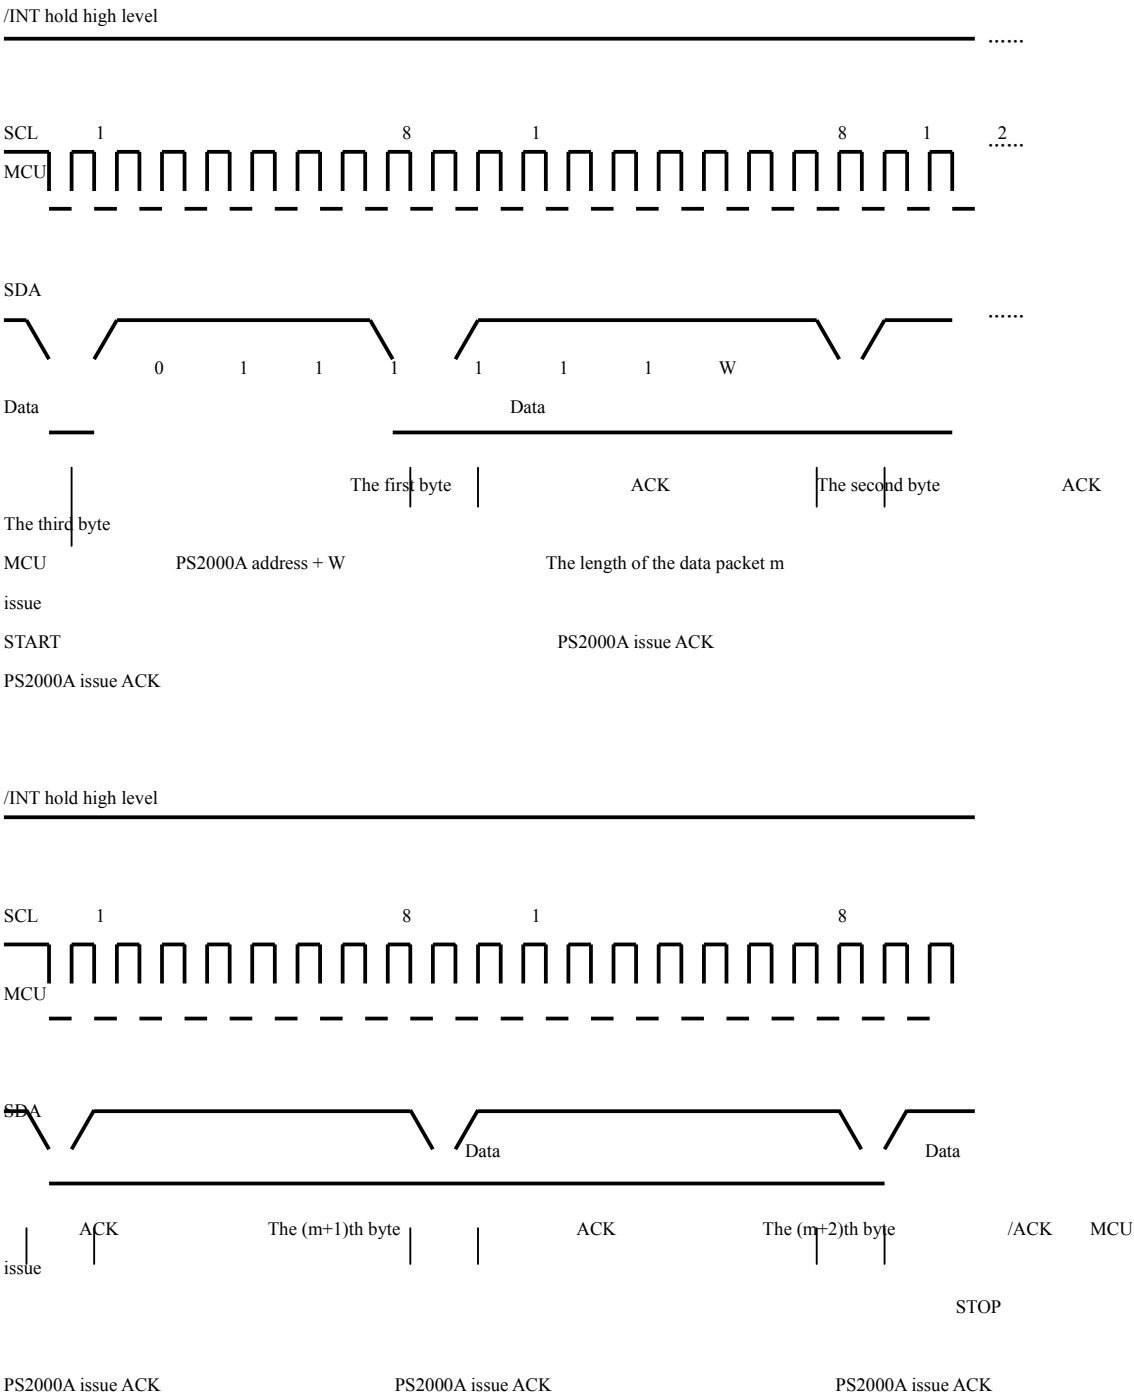 /INT hold high level
......
SCL 1 8 1 8 1 2
......
MCU
SDA
......
0 1 1 1 1 1 1 W
Data Data
The first byte ACK The second byte ACK
The third byte
MCU PS2000A address + W The length of the data packet m
issue
START PS2000A issue ACK
PS2000A issue ACK
/INT hold high level
SCL 1 8 1 8
MCU
SDA
Data Data
ACK The (m+1)th byte ACK The (m+2)th byte /ACK MCU
issue
STOP
PS2000A issue ACK PS2000A issue ACK PS2000A issue ACK